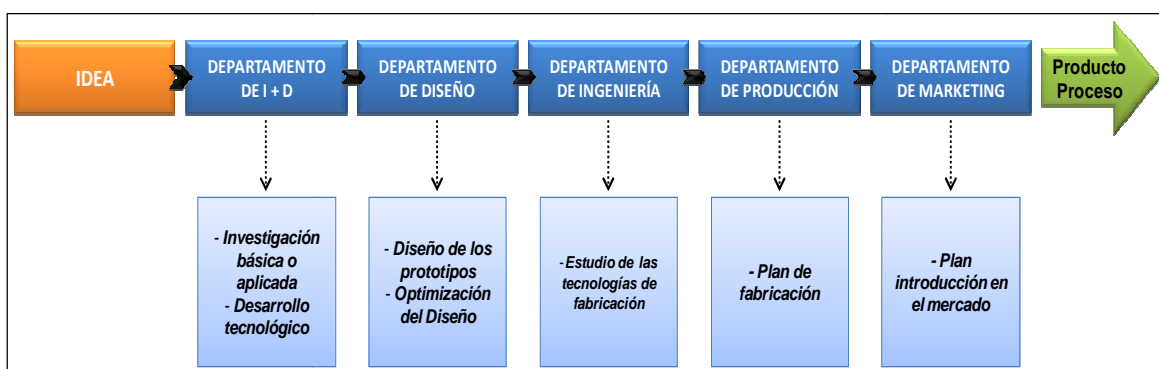 IDEA
DEPARTAMENTO
DE I + D
DEPARTAMENTO
DE DISEÑO
DEPARTAMENTO
DE INGENIERÍA
DEPARTAMENTO
DE PRODUCCIÓN
DEPARTAMENTO
DE MARKETING
Producto
Proceso
- Investigación
básica o
aplicada
- Desarrollo
tecnológico
- Diseño de los
prototipos
- Optimización
del Diseño
- Estudio de las
tecnologías de
fabricación
- Plan de
fabricación
- Plan
introducción en
el mercado